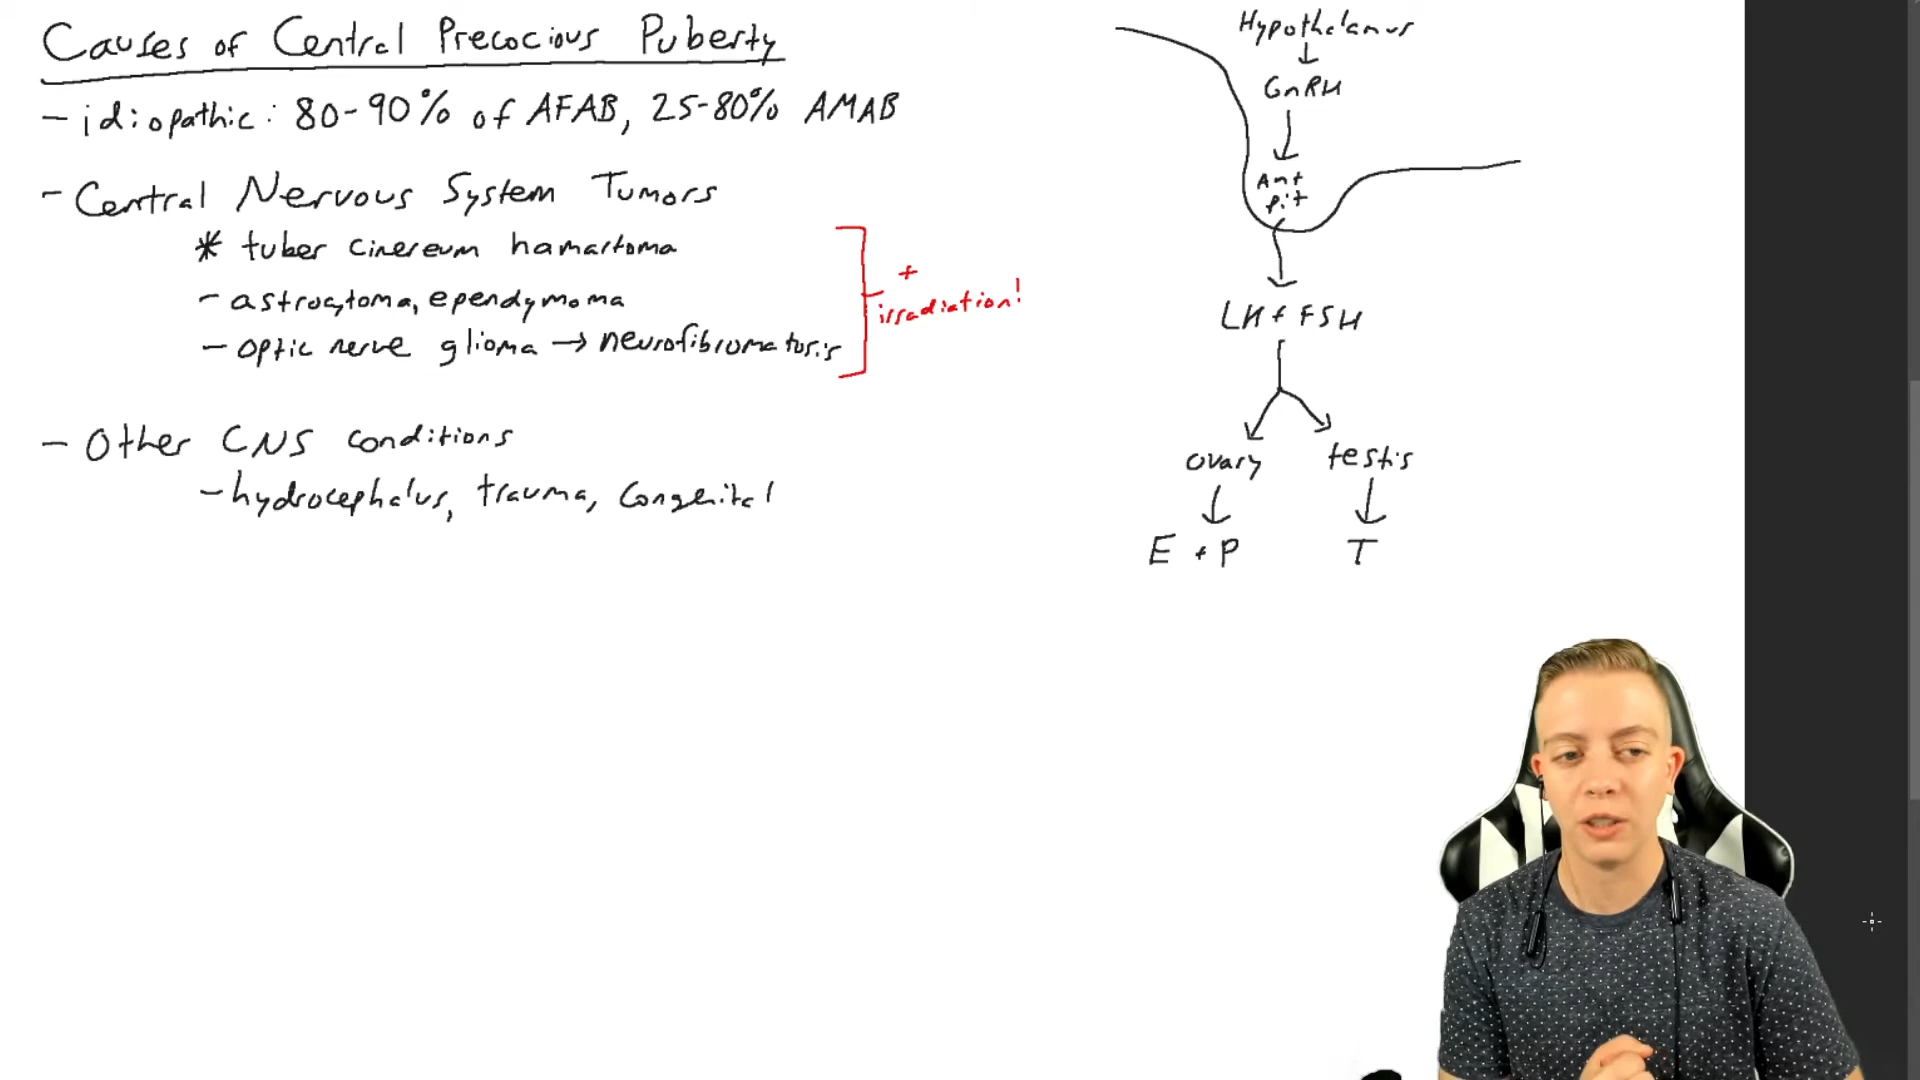 Causes of Central Precocious Puberty
- idiopathic: 80-90% of AFAB, 25-80% AMAB
- Central Nervous System Tumors
* tuber cinereum hamartoma
- astrocytoma, ependymoma
- optic nerve glioma → neurofibromatosis
+
irradiation!
- Other CNS conditions
- hydrocephalus, trauma, congenital
Hypothalamus
↓
GnRH
↓
Ant
pit
↓
LH + FSH
ovary testis
↓ ↓
E + P T